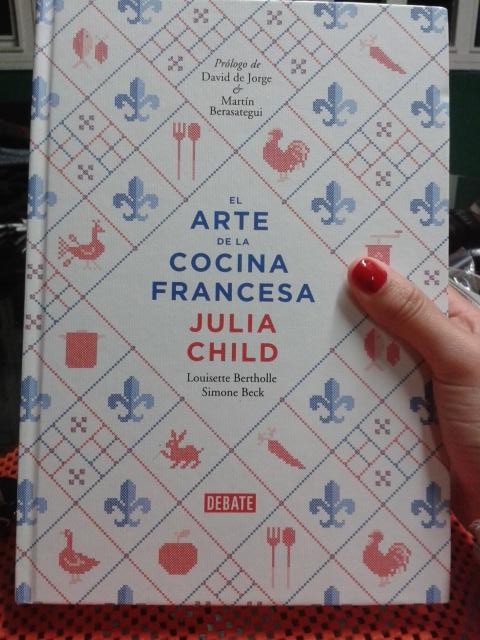 Prólogo de
David de Jorge
&
Martín
Berasategui
EL
ARTE
DE LA
COCINA
FRANCESA
JULIA
CHILD
Louisette Bertholle
Simone Beck
DEBATE